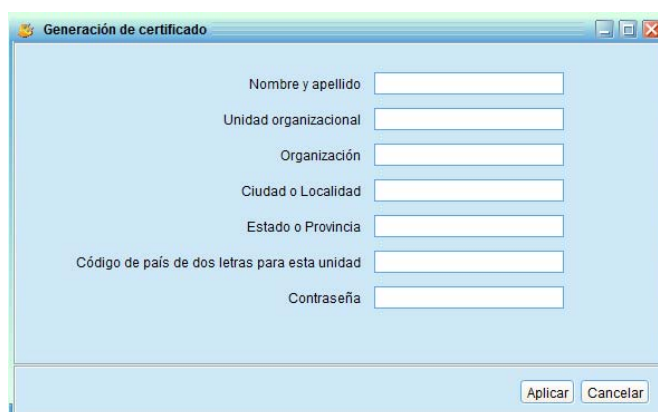 Generación de certificado
Nombre y apellido
Unidad organizacional
Organización
Ciudad o Localidad
Estado o Provincia
Código de país de dos letras para esta unidad
Contraseña
Aplicar Cancelar